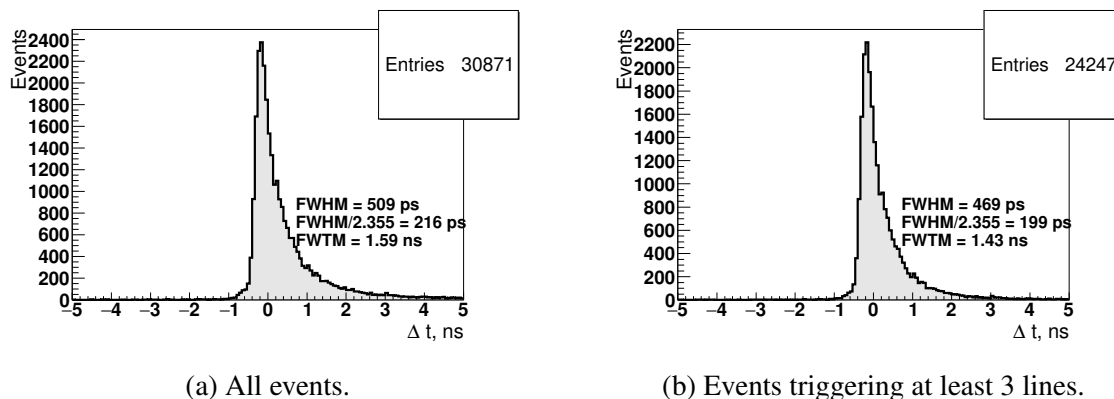 Events
2400
2200
2000
1800
1600
1400
1200
1000
800
600
400
200
0
Entries 30871
FWHM = 509 ps
FWHM/2.355 = 216 ps
FWTM = 1.59 ns
−5 −4 −3 −2 −1 0 1 2 3 4 5
Δ t, ns
(a) All events.
Events
2200
2000
1800
1600
1400
1200
1000
800
600
400
200
0
Entries 24247
FWHM = 469 ps
FWHM/2.355 = 199 ps
FWTM = 1.43 ns
−5 −4 −3 −2 −1 0 1 2 3 4 5
Δ t, ns
(b) Events triggering at least 3 lines.